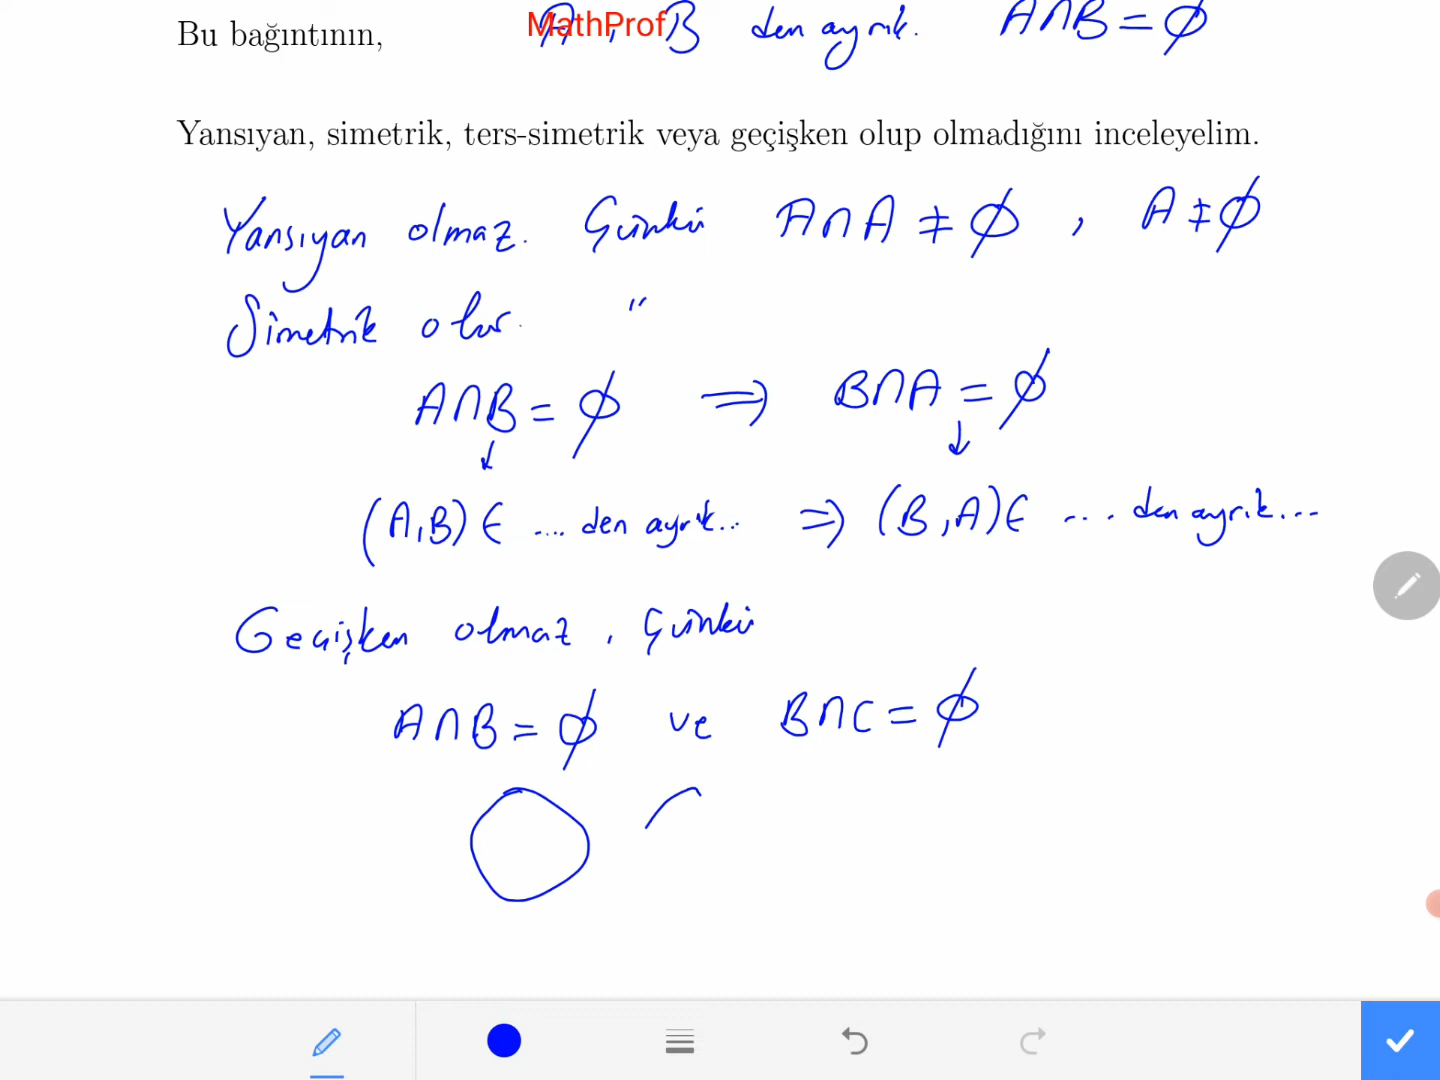 Bu bağıntının, A, B den ayrık. A∩B = ∅
MathProf
Yansıyan, simetrik, ters-simetrik veya geçişken olup olmadığını inceleyelim.
Yansıyan olmaz. Çünkü A∩A ≠ ∅ , A ≠ ∅
Simetrik olur. "
A∩B = ∅ ⇒ B∩A = ∅
↓ ↓
(A,B) ∈ .... den ayrık... ⇒ (B,A) ∈ .... den ayrık...
Geçişken olmaz, çünkü
A∩B = ∅ ve B∩C = ∅